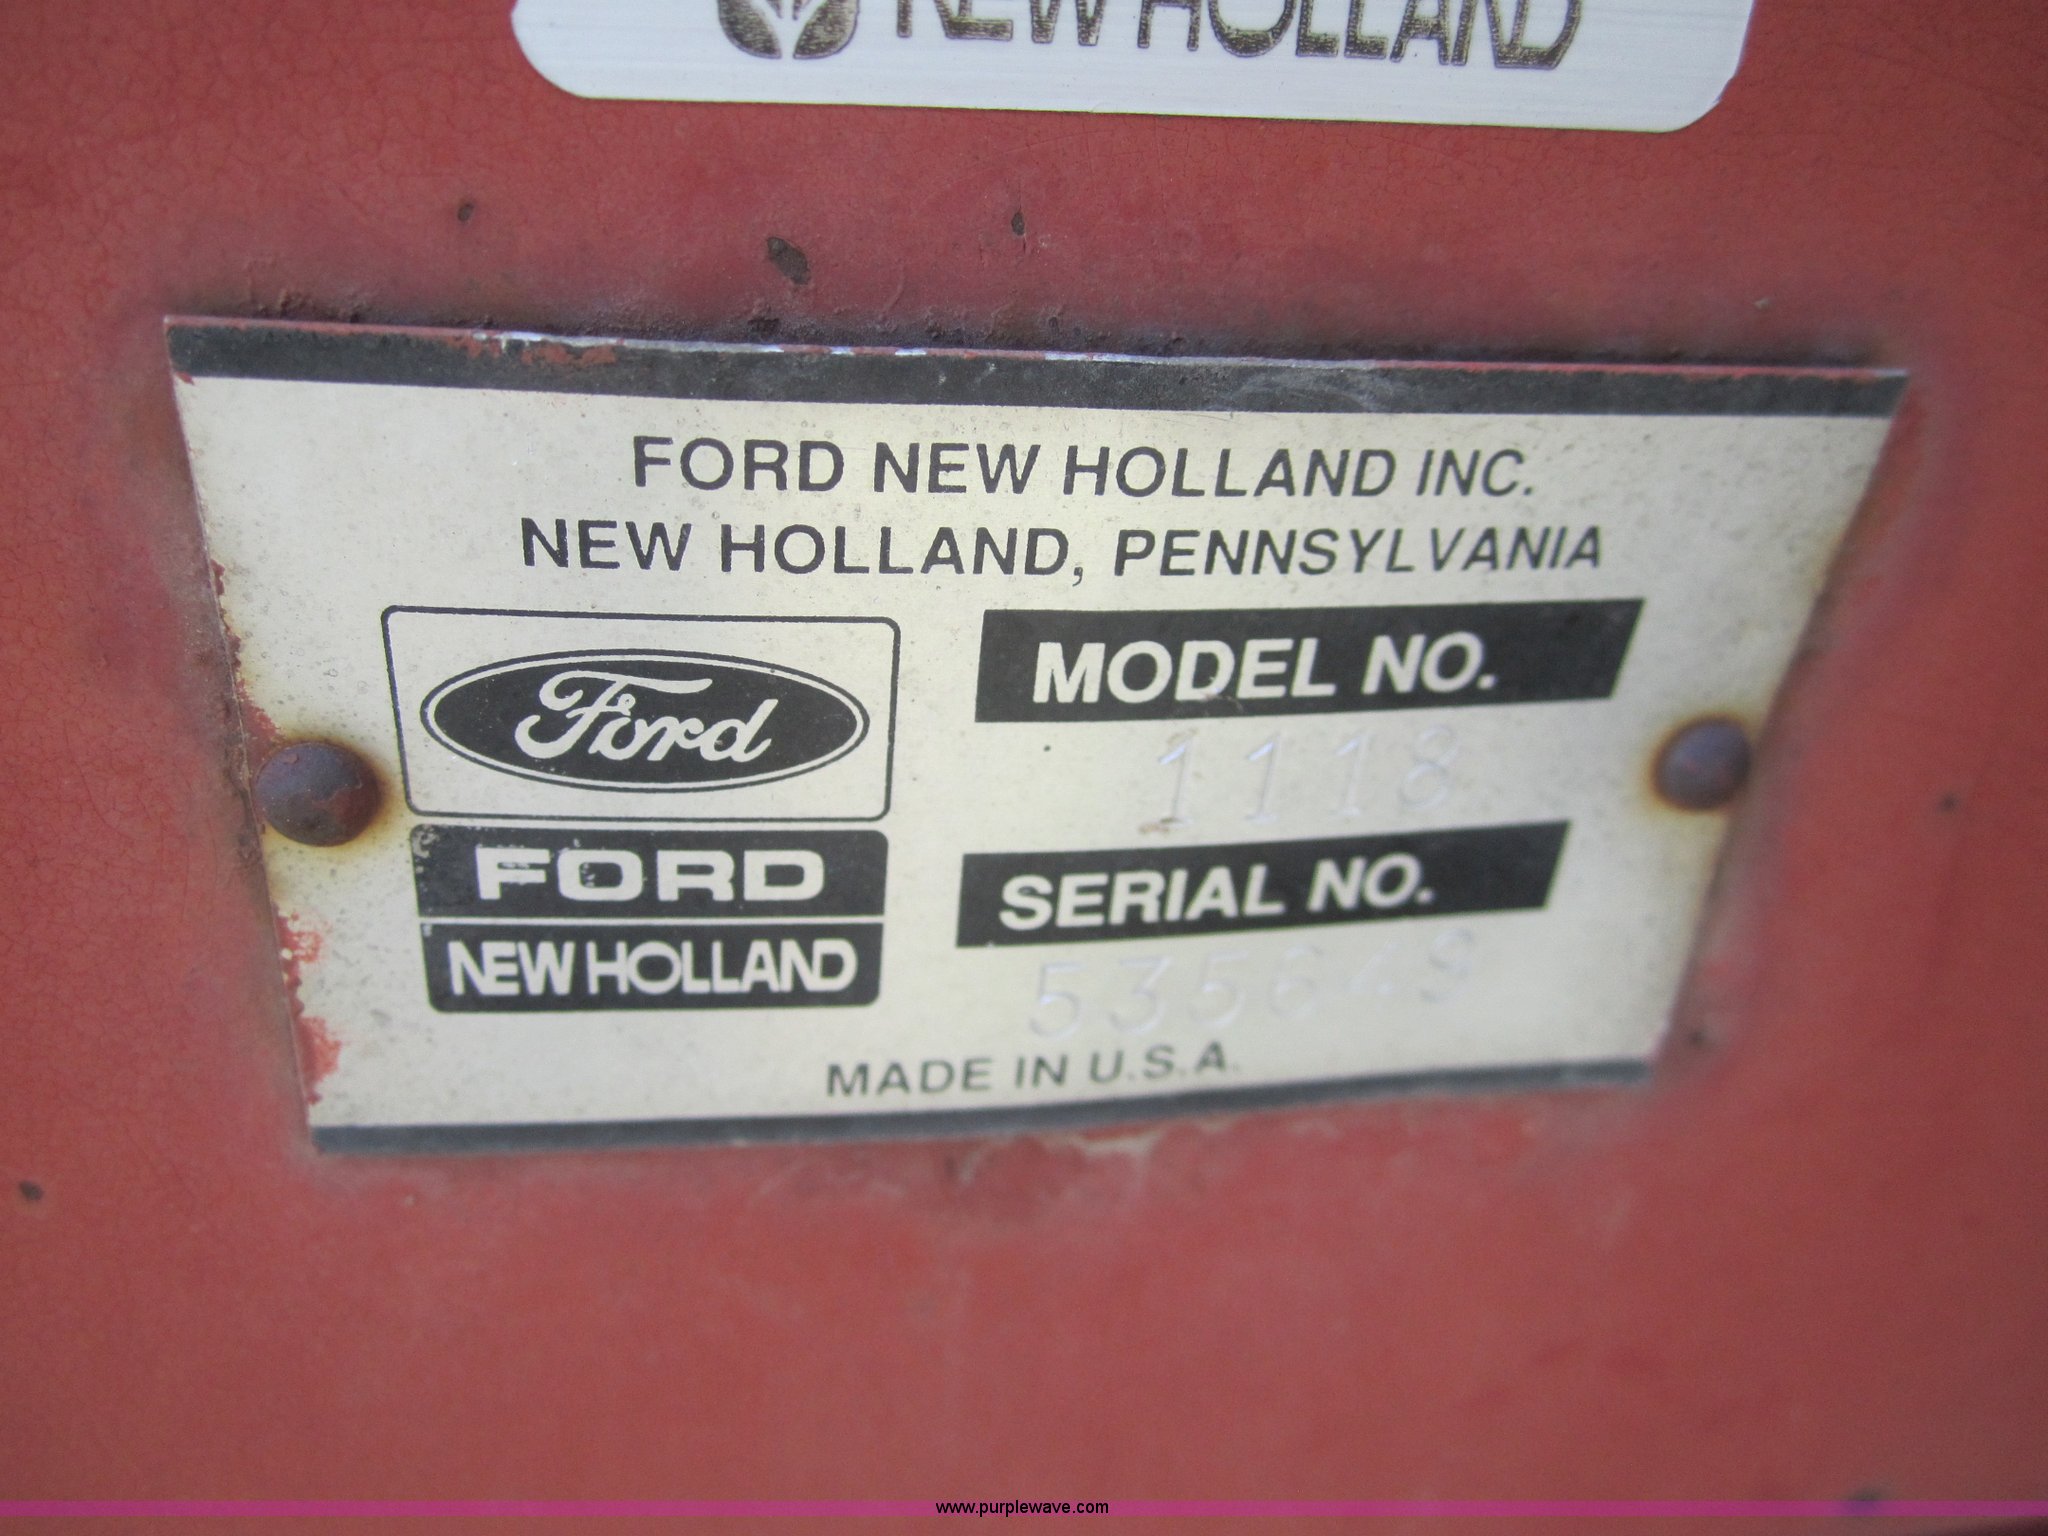 NEW HOLLAND
FORD NEW HOLLAND INC.
NEW HOLLAND, PENNSYLVANIA
Ford
MODEL NO.
1118
FORD
NEW HOLLAND
SERIAL NO.
535649
MADE IN U.S.A.
www.purplewave.com